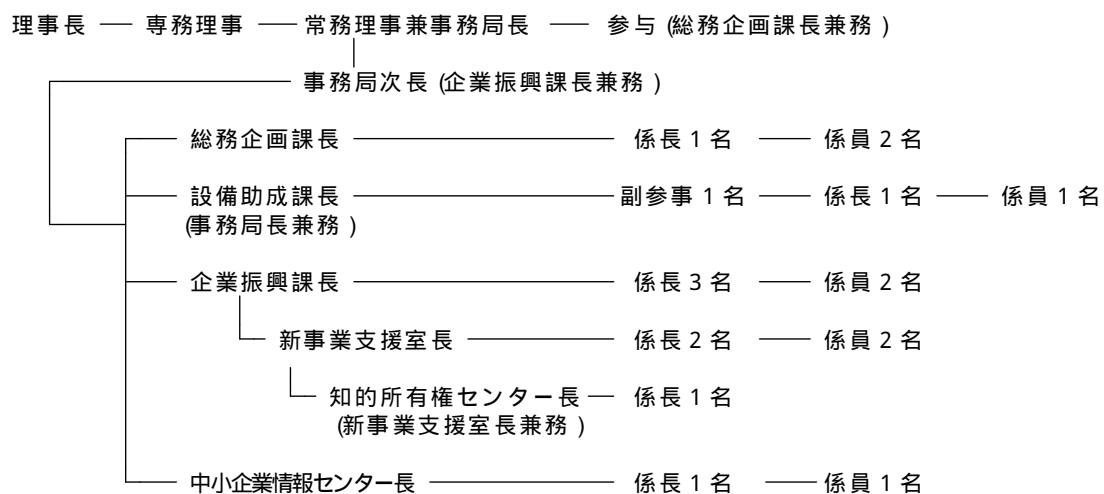 理事長 専務理事 常務理事兼事務局長 参与(総務企画課長兼務)
事務局次長(企業振興課長兼務)
総務企画課長 係長1名 係員2名
設備助成課長 副参事1名 係長1名 係員1名
(事務局長兼務)
企業振興課長 係長3名 係員2名
新事業支援室長 係長2名 係員2名
知的所有権センター長 係長1名
(新事業支援室長兼務)
中小企業情報センター長 係長1名 係員1名